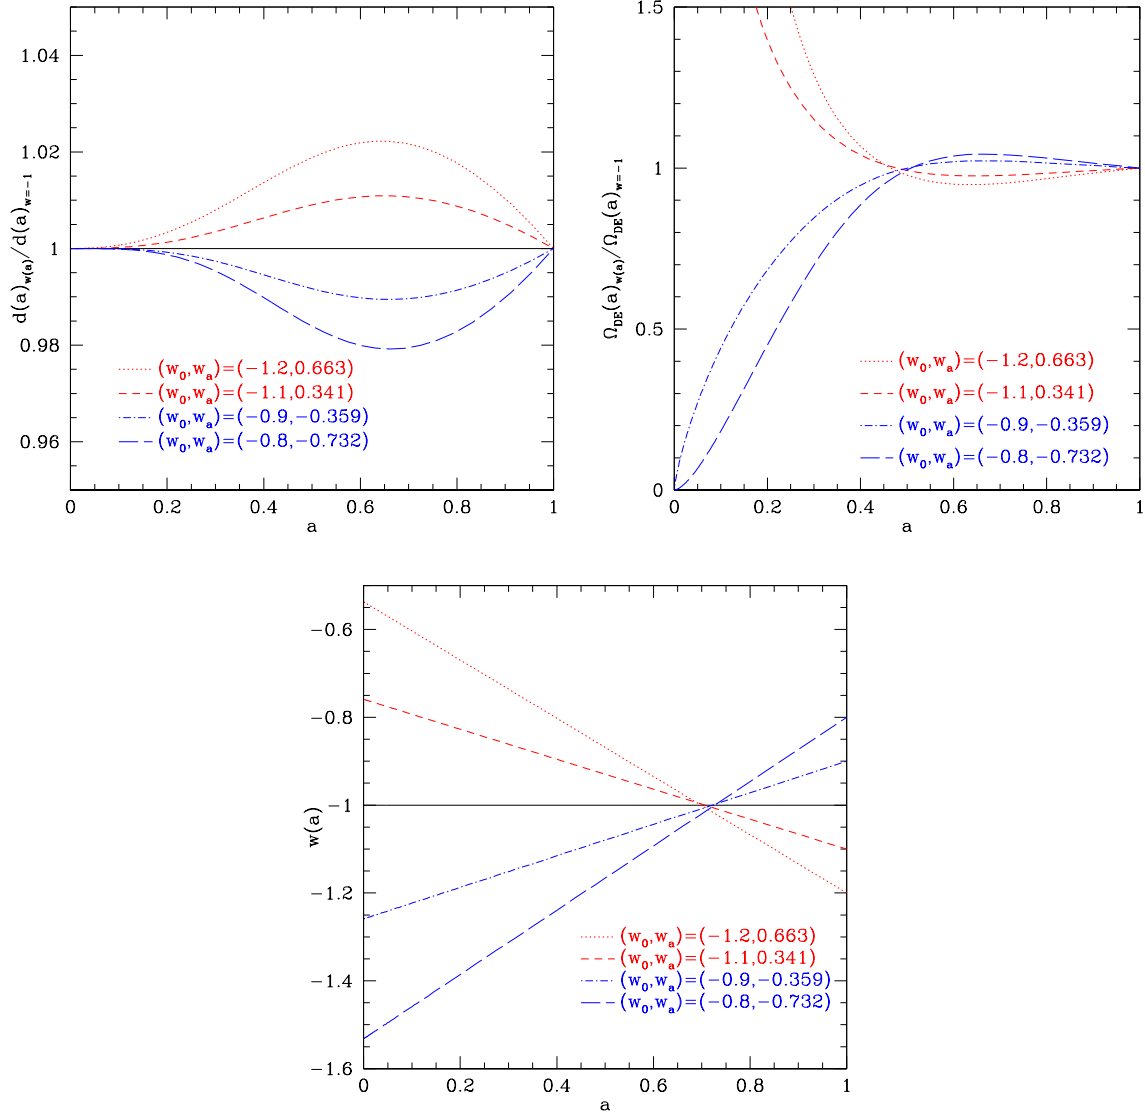 1.04
1.02
1
0.98
0.96
d(a)w(a)/d(a)w=−1
(w0,wa)=(−1.2,0.663)
(w0,wa)=(−1.1,0.341)
(w0,wa)=(−0.9,−0.359)
(w0,wa)=(−0.8,−0.732)
0 0.2 0.4 0.6 0.8 1
a
1.5
1
0.5
0
ΩDE(a)w(a)/ΩDE(a)w=−1
(w0,wa)=(−1.2,0.663)
(w0,wa)=(−1.1,0.341)
(w0,wa)=(−0.9,−0.359)
(w0,wa)=(−0.8,−0.732)
0 0.2 0.4 0.6 0.8 1
a
−0.6
−0.8
−1
−1.2
−1.4
−1.6
w(a)
(w0,wa)=(−1.2,0.663)
(w0,wa)=(−1.1,0.341)
(w0,wa)=(−0.9,−0.359)
(w0,wa)=(−0.8,−0.732)
0 0.2 0.4 0.6 0.8 1
a